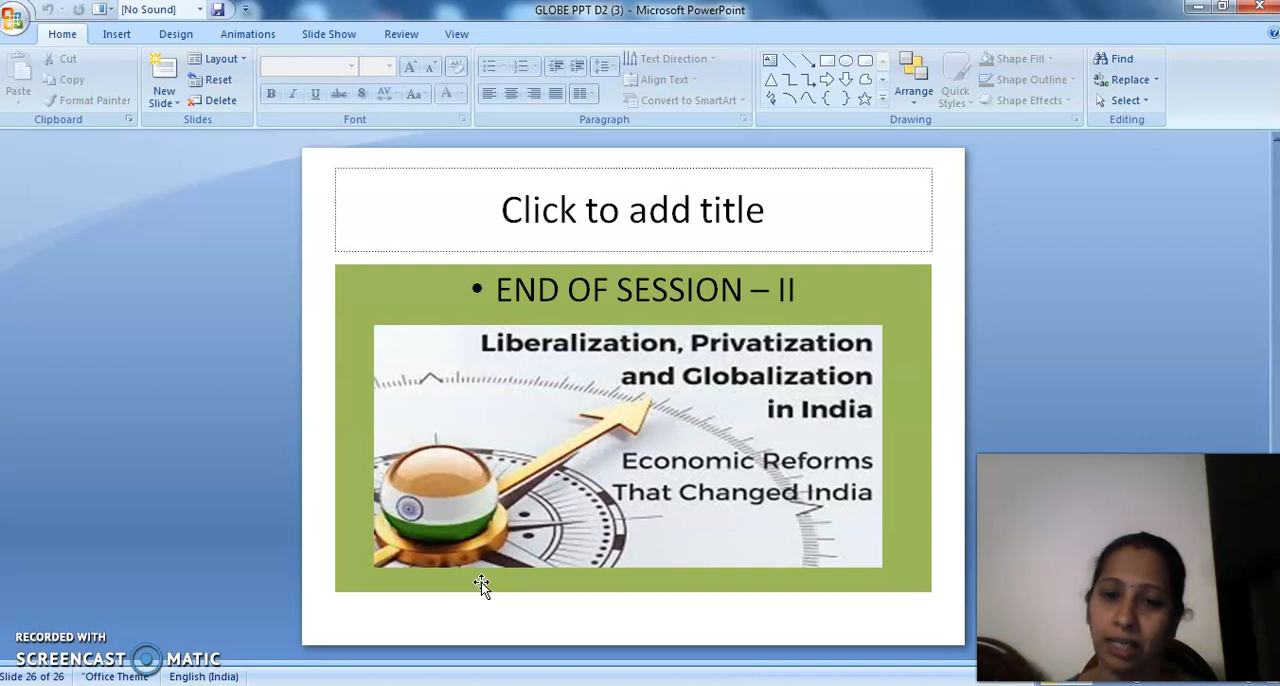 [No Sound]
GLOBE PPT D2 (3) - Microsoft PowerPoint
Home Insert Design Animations Slide Show Review View
Paste
Cut
Copy
Format Painter
Clipboard
New Slide
Layout
Reset
Delete
Slides
B I U abc S AV Aa A
Font
Text Direction
Align Text
Convert to SmartArt
Paragraph
Arrange
Quick Styles
Shape Fill
Shape Outline
Shape Effects
Drawing
Find
Replace
Select
Editing
Click to add title
• END OF SESSION – II
Liberalization, Privatization
and Globalization
in India
Economic Reforms
That Changed India
RECORDED WITH
SCREENCAST MATIC
Slide 26 of 26 "Office Theme" English (India)